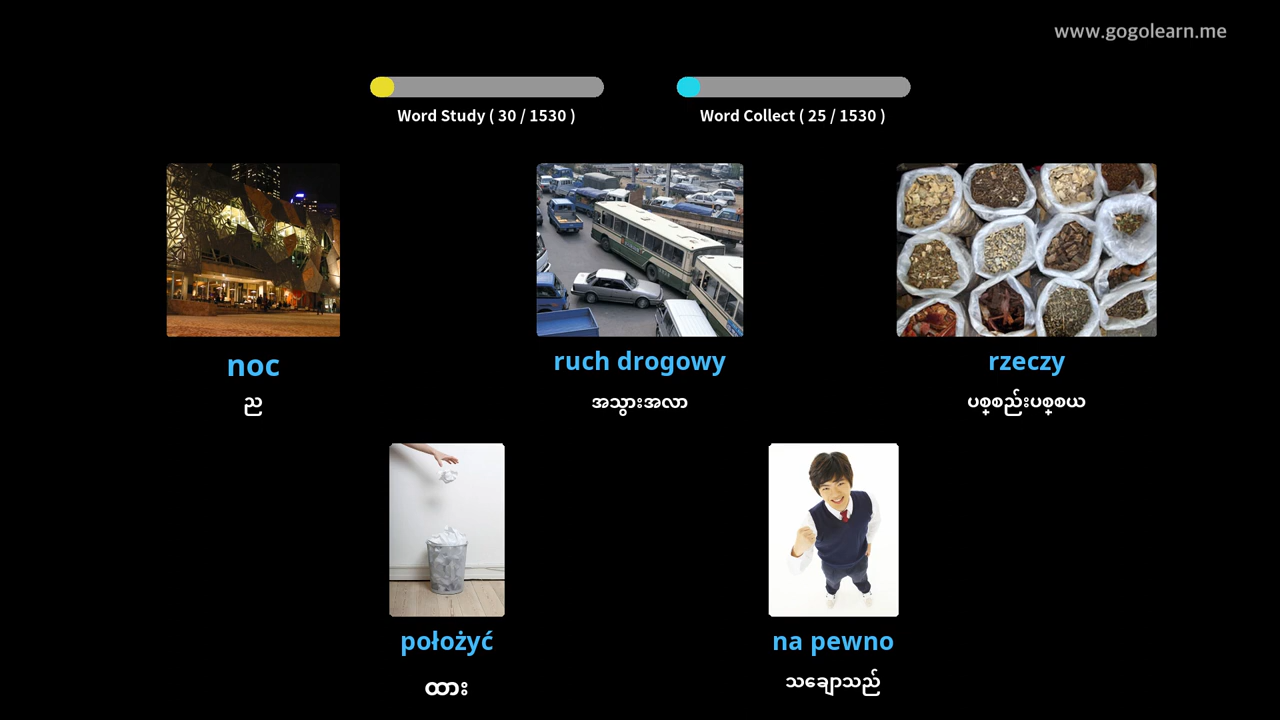 www.gogolearn.me
Word Study ( 30 / 1530 )
Word Collect ( 25 / 1530 )
noc
ruch drogowy
rzeczy
ည
အသွားအလာ
ပစ္စည်းပစ္စယ
położyć
na pewno
ထား
သချောသည်